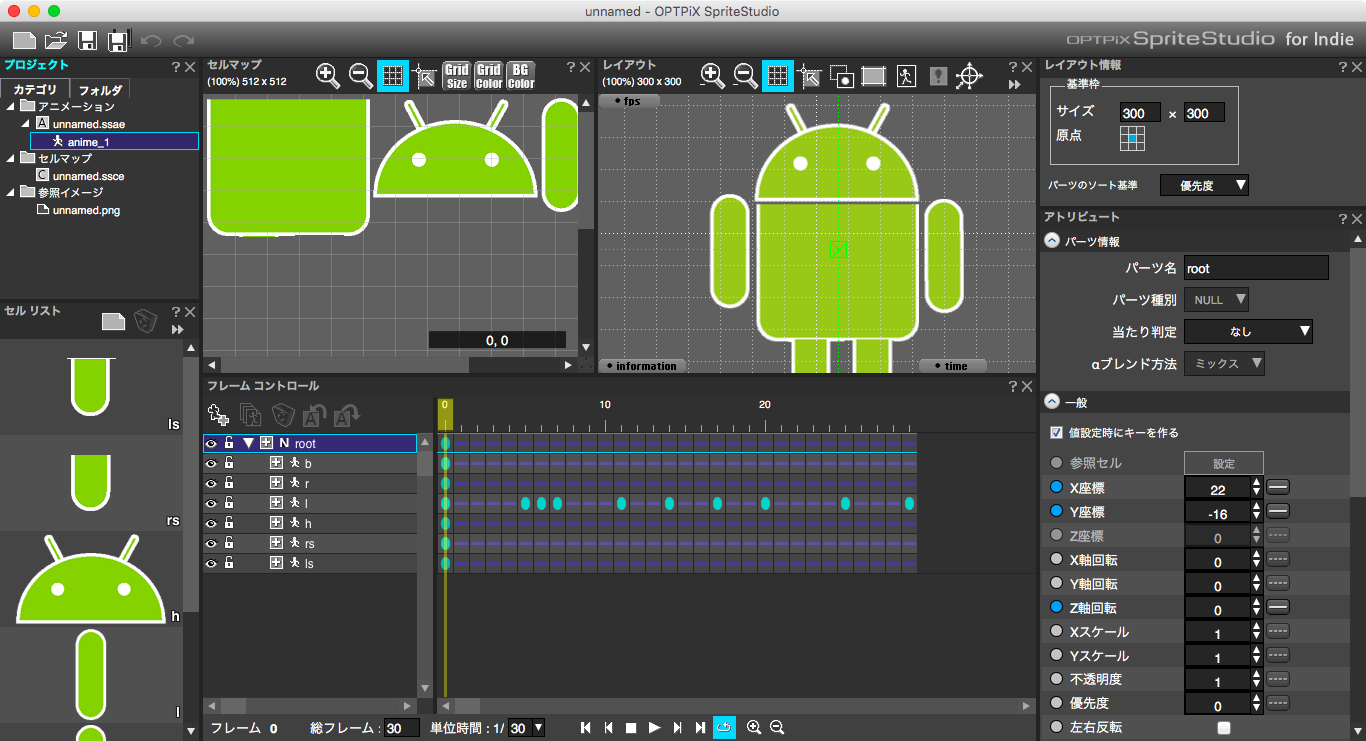 unnamed - OPTPiX SpriteStudio
OPTPiX SpriteStudio for Indie
プロジェクト ? ×
カテゴリ フォルダ
アニメーション
A unnamed.ssae
anime_1
セルマップ
C unnamed.ssce
参照イメージ
unnamed.png
セル リスト ? ×
ls
rs
h
l
セルマップ ? ×
(100%) 512 x 512
Grid Size
Grid Color
BG Color
0, 0
レイアウト ? ×
(100%) 300 x 300
fps
information
time
フレーム コントロール ? ×
0 10 20
N root
b
r
l
h
rs
ls
フレーム 0 総フレーム : 30 単位時間 : 1/ 30
レイアウト情報 ? ×
基準枠
サイズ 300 × 300
原点
パーツのソート基準 優先度
アトリビュート ? ×
パーツ情報
パーツ名 root
パーツ種別 NULL
当たり判定 なし
αブレンド方法 ミックス
一般
値設定時にキーを作る
参照セル 設定
X座標 22
Y座標 -16
Z座標 0
X軸回転 0
Y軸回転 0
Z軸回転 0
Xスケール 1
Yスケール 1
不透明度 1
優先度 0
左右反転